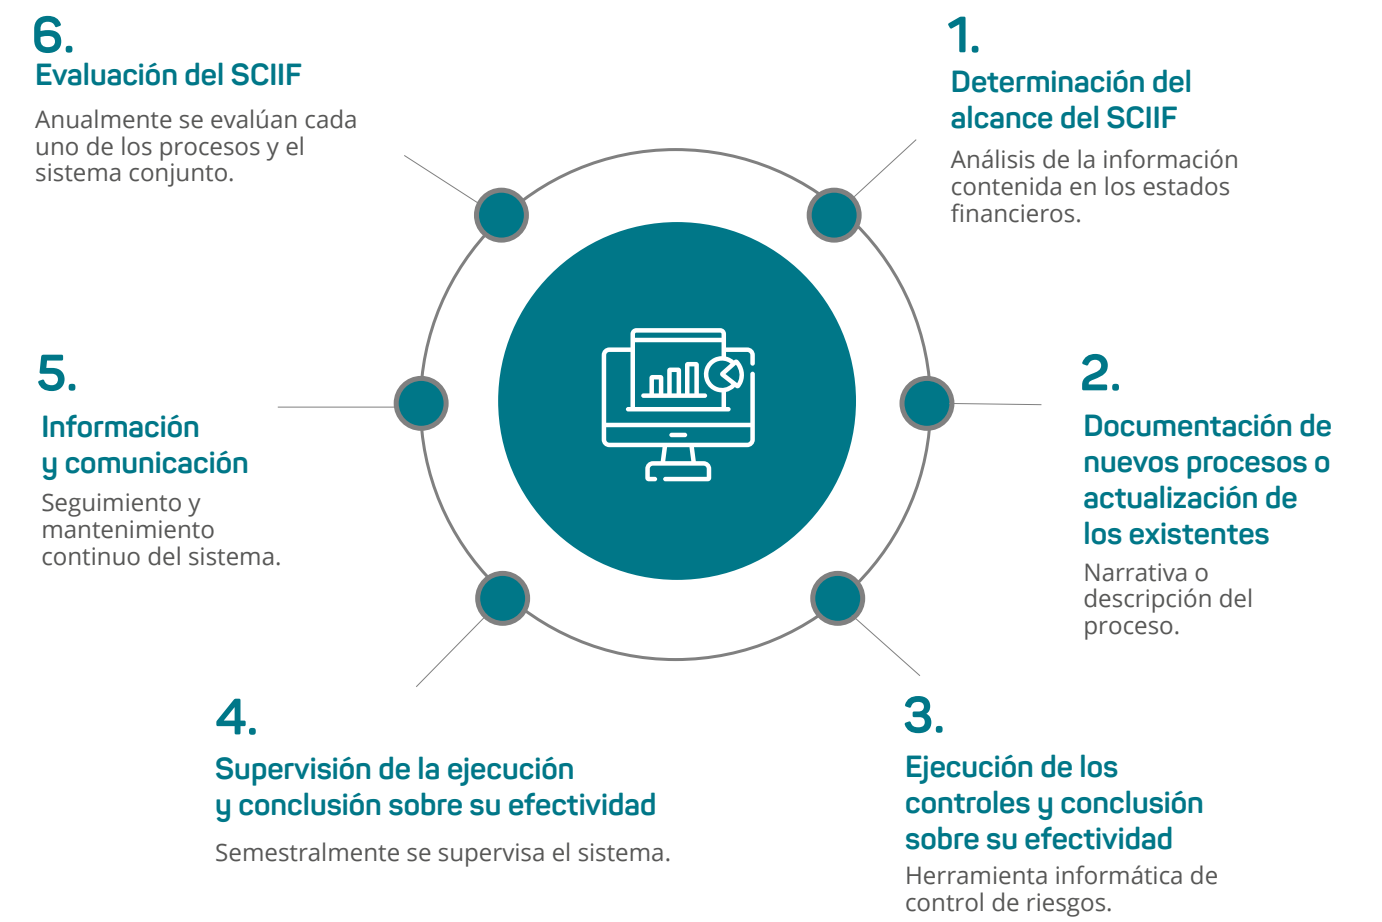 1.
Determinación del
alcance del SCIIF
Análisis de la información
contenida en los estados
financieros.
2.
Documentación de
nuevos procesos o
actualización de
los existentes
Narrativa o
descripción del
proceso.
3.
Ejecución de los
controles y conclusión
sobre su efectividad
Herramienta informática de
control de riesgos.
4.
Supervisión de la ejecución
y conclusión sobre su efectividad
Semestralmente se supervisa el sistema.
5.
Información
y comunicación
Seguimiento y
mantenimiento
continuo del sistema.
6.
Evaluación del SCIIF
Anualmente se evalúan cada
uno de los procesos y el
sistema conjunto.